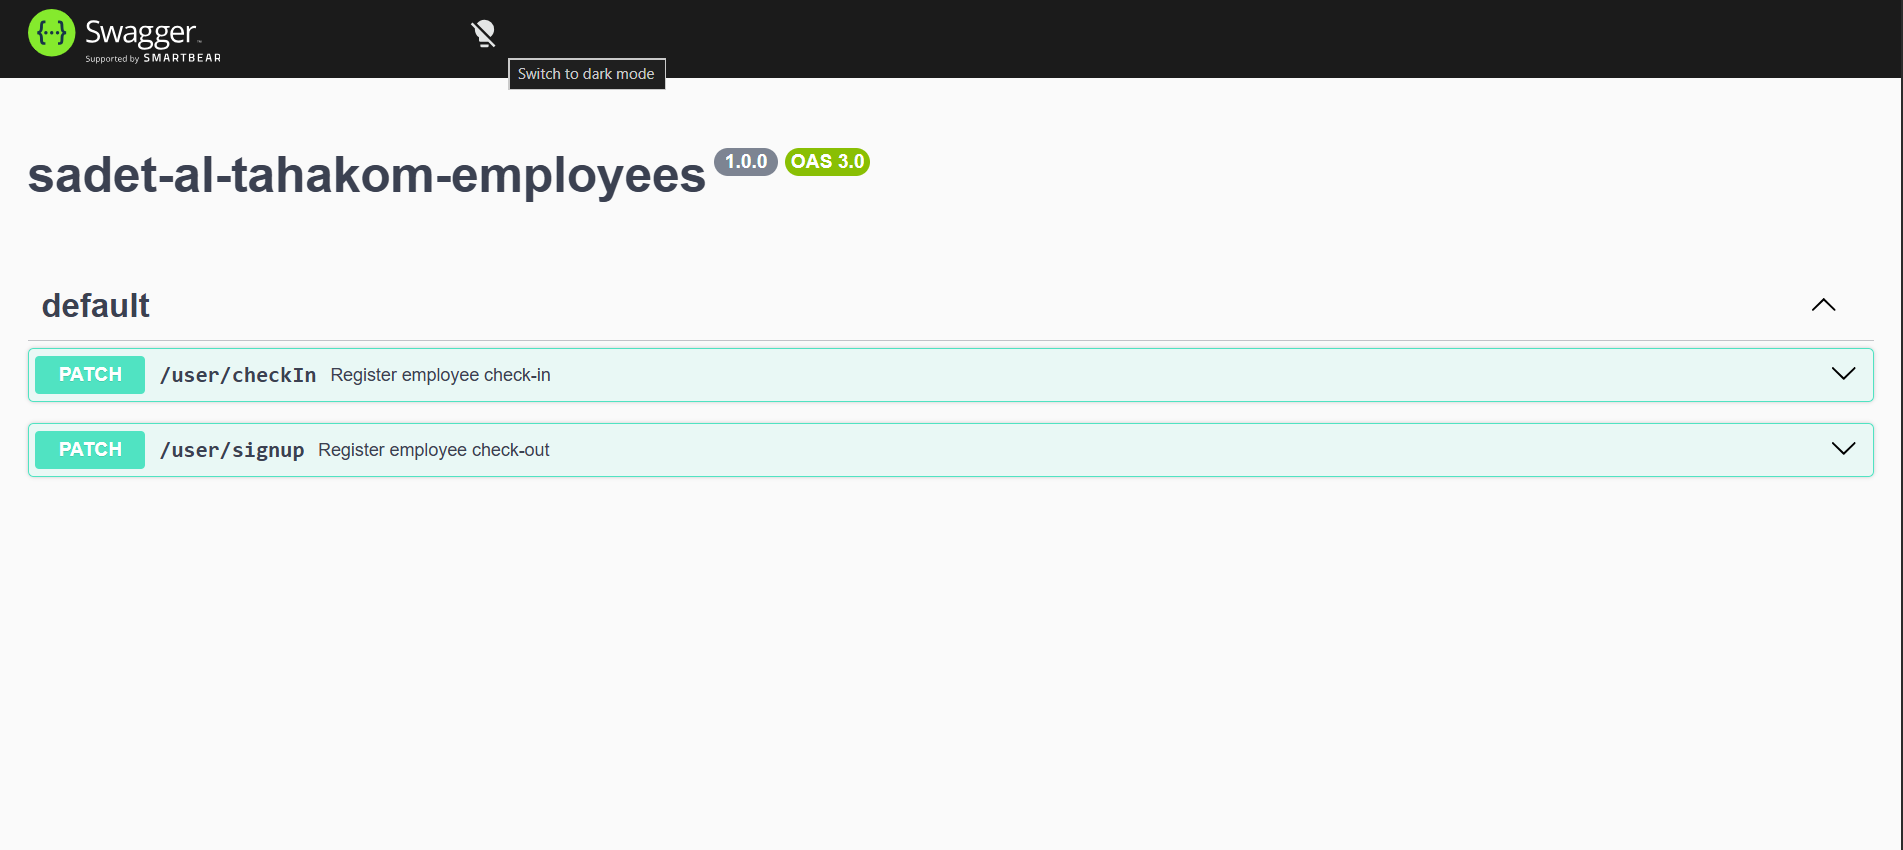 Swagger™
Supported by SMARTBEAR
Switch to dark mode
sadet-al-tahakom-employees 1.0.0 OAS 3.0
default
PATCH /user/checkIn Register employee check-in
PATCH /user/signup Register employee check-out